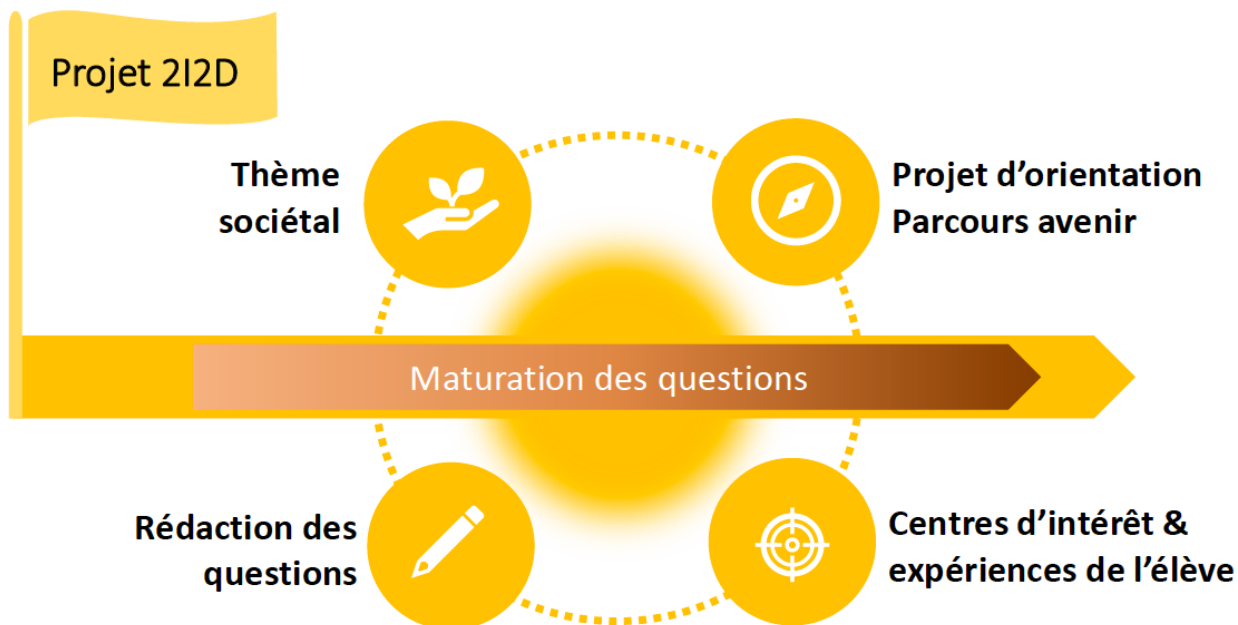 Projet 2I2D
Thème
sociétal
Projet d’orientation
Parcours avenir
Maturation des questions
Rédaction des
questions
Centres d’intérêt &
expériences de l’élève